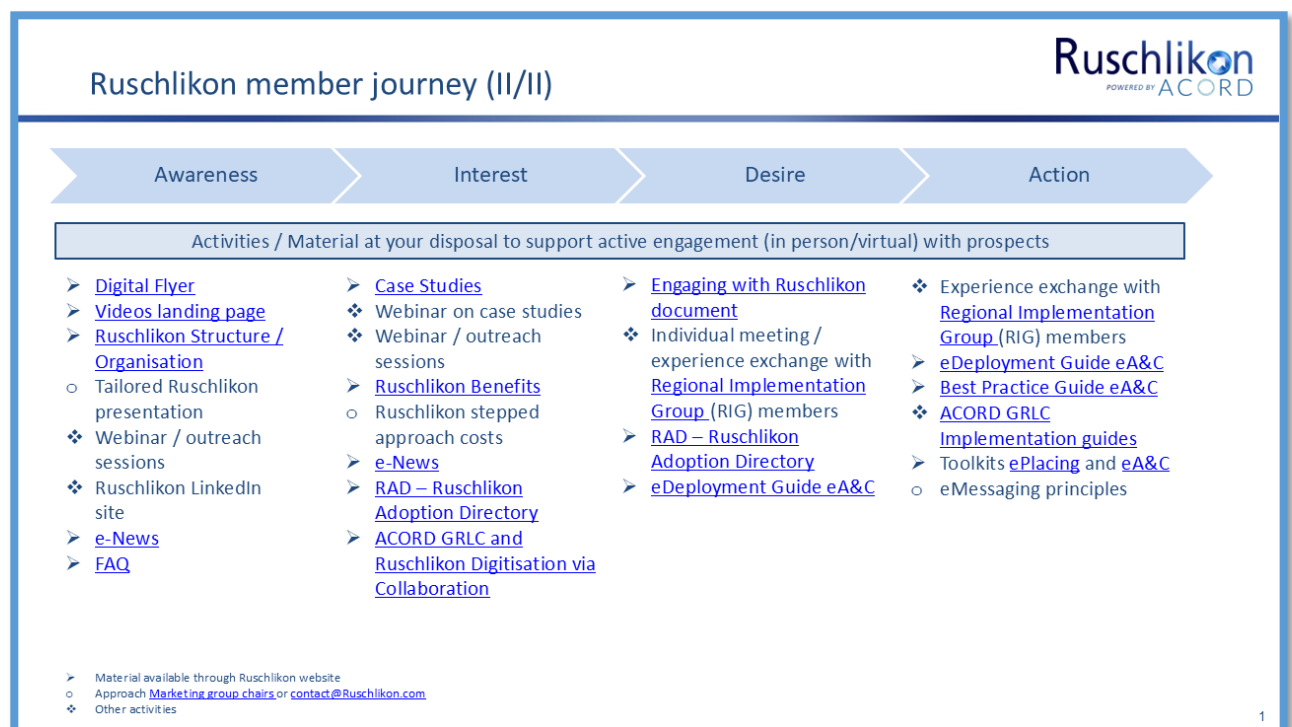 Ruschlikon member journey (II/II)
Ruschlikon
POWERED BY ACORD
Awareness
Interest
Desire
Action
Activities / Material at your disposal to support active engagement (in person/virtual) with prospects
➢ Digital Flyer
➢ Videos landing page
➢ Ruschlikon Structure /
Organisation
o Tailored Ruschlikon
presentation
❖ Webinar / outreach
sessions
❖ Ruschlikon LinkedIn
site
➢ e-News
➢ FAQ
➢ Case Studies
❖ Webinar on case studies
❖ Webinar / outreach
sessions
➢ Ruschlikon Benefits
o Ruschlikon stepped
approach costs
➢ e-News
➢ RAD – Ruschlikon
Adoption Directory
➢ ACORD GRLC and
Ruschlikon Digitisation via
Collaboration
➢ Engaging with Ruschlikon
document
❖ Individual meeting /
experience exchange with
Regional Implementation
Group (RIG) members
➢ RAD – Ruschlikon
Adoption Directory
➢ eDeployment Guide eA&C
❖ Experience exchange with
Regional Implementation
Group (RIG) members
➢ eDeployment Guide eA&C
➢ Best Practice Guide eA&C
❖ ACORD GRLC
Implementation guides
➢ Toolkits ePlacing and eA&C
o eMessaging principles
➢ Material available through Ruschlikon website
o Approach Marketing group chairs or contact@Ruschlikon.com
❖ Other activities
1